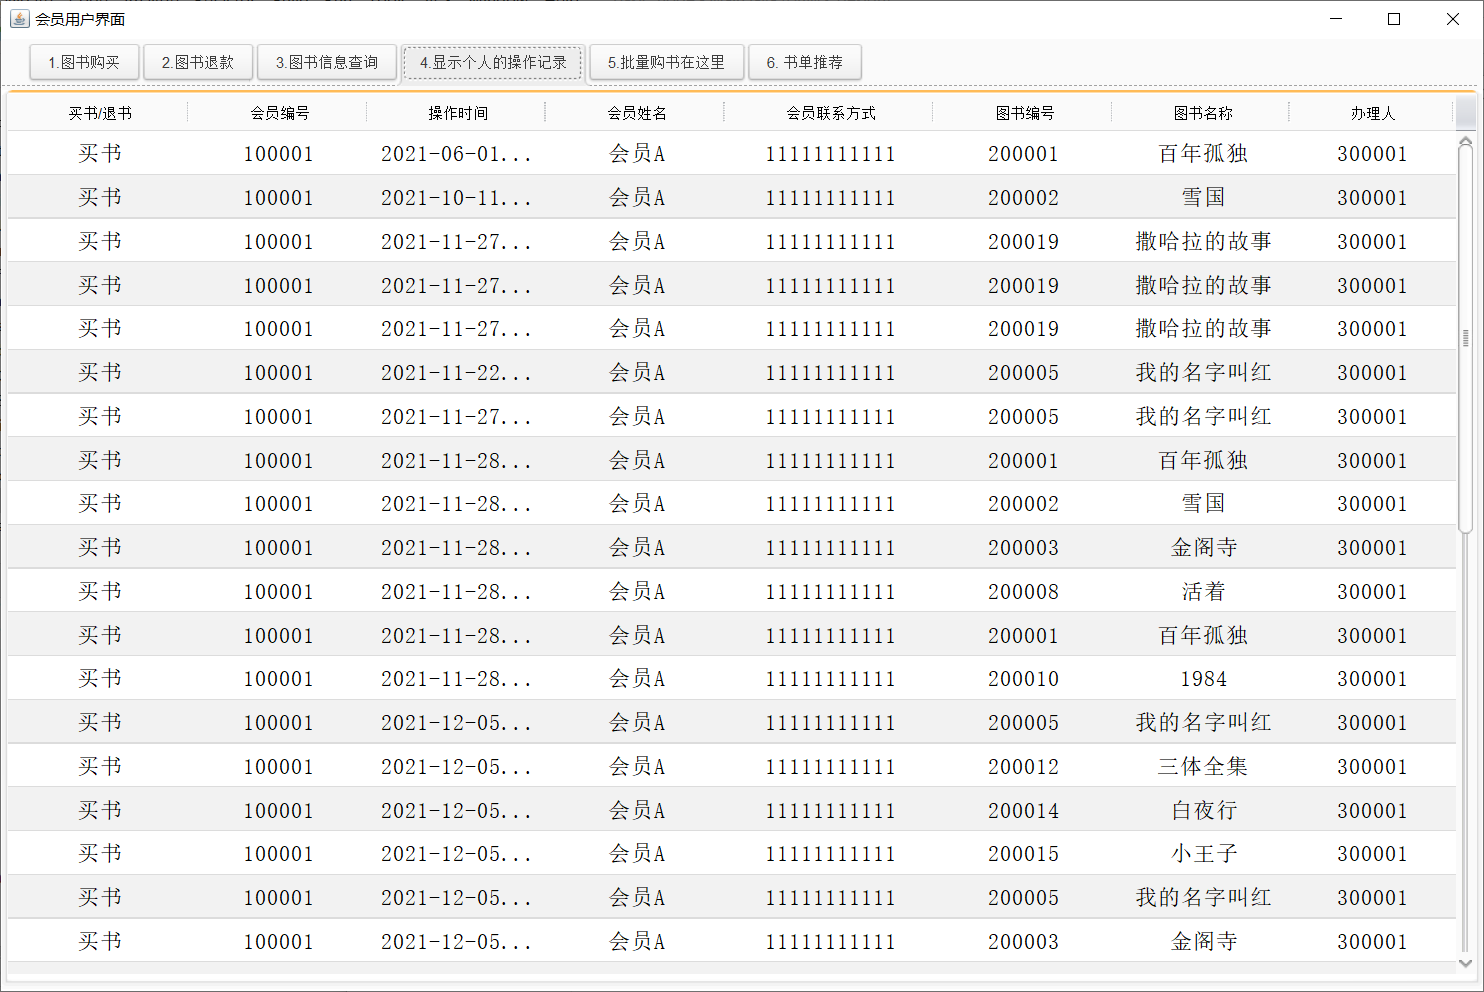 会员用户界面
1.图书购买 2.图书退款 3.图书信息查询 4.显示个人的操作记录 5.批量购书在这里 6. 书单推荐
买书/退书 会员编号 操作时间 会员姓名 会员联系方式 图书编号 图书名称 办理人
买书 100001 2021-06-01... 会员A 11111111111 200001 百年孤独 300001
买书 100001 2021-10-11... 会员A 11111111111 200002 雪国 300001
买书 100001 2021-11-27... 会员A 11111111111 200019 撒哈拉的故事 300001
买书 100001 2021-11-27... 会员A 11111111111 200019 撒哈拉的故事 300001
买书 100001 2021-11-27... 会员A 11111111111 200019 撒哈拉的故事 300001
买书 100001 2021-11-22... 会员A 11111111111 200005 我的名字叫红 300001
买书 100001 2021-11-27... 会员A 11111111111 200005 我的名字叫红 300001
买书 100001 2021-11-28... 会员A 11111111111 200001 百年孤独 300001
买书 100001 2021-11-28... 会员A 11111111111 200002 雪国 300001
买书 100001 2021-11-28... 会员A 11111111111 200003 金阁寺 300001
买书 100001 2021-11-28... 会员A 11111111111 200008 活着 300001
买书 100001 2021-11-28... 会员A 11111111111 200001 百年孤独 300001
买书 100001 2021-11-28... 会员A 11111111111 200010 1984 300001
买书 100001 2021-12-05... 会员A 11111111111 200005 我的名字叫红 300001
买书 100001 2021-12-05... 会员A 11111111111 200012 三体全集 300001
买书 100001 2021-12-05... 会员A 11111111111 200014 白夜行 300001
买书 100001 2021-12-05... 会员A 11111111111 200015 小王子 300001
买书 100001 2021-12-05... 会员A 11111111111 200005 我的名字叫红 300001
买书 100001 2021-12-05... 会员A 11111111111 200003 金阁寺 300001